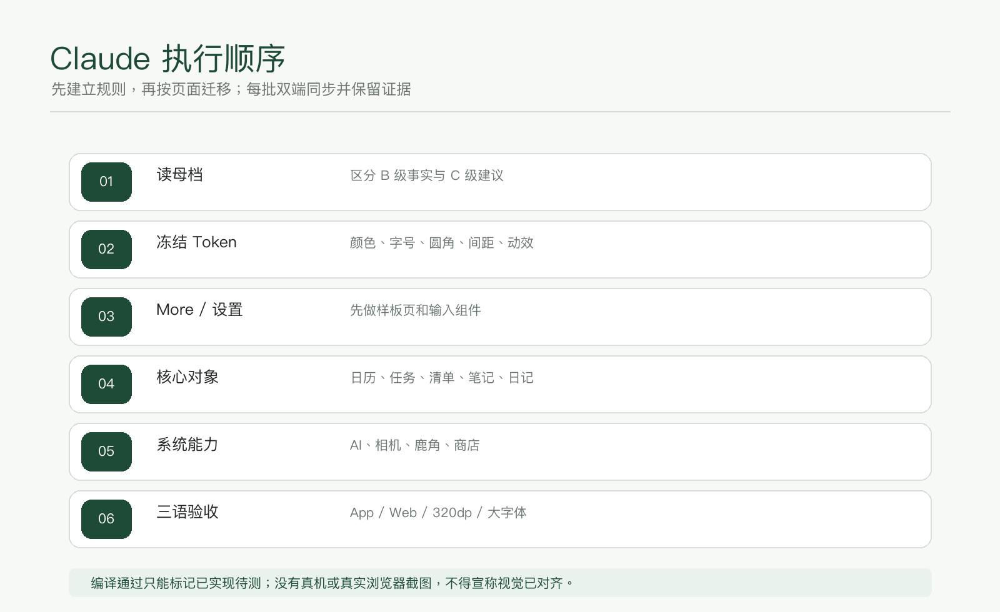 Claude 执行顺序
先建立规则，再按页面迁移；每批双端同步并保留证据
01 读母档 区分 B 级事实与 C 级建议
02 冻结 Token 颜色、字号、圆角、间距、动效
03 More / 设置 先做样板页和输入组件
04 核心对象 日历、任务、清单、笔记、日记
05 系统能力 AI、相机、鹿角、商店
06 三语验收 App / Web / 320dp / 大字体
编译通过只能标记已实现待测；没有真机或真实浏览器截图，不得宣称视觉已对齐。